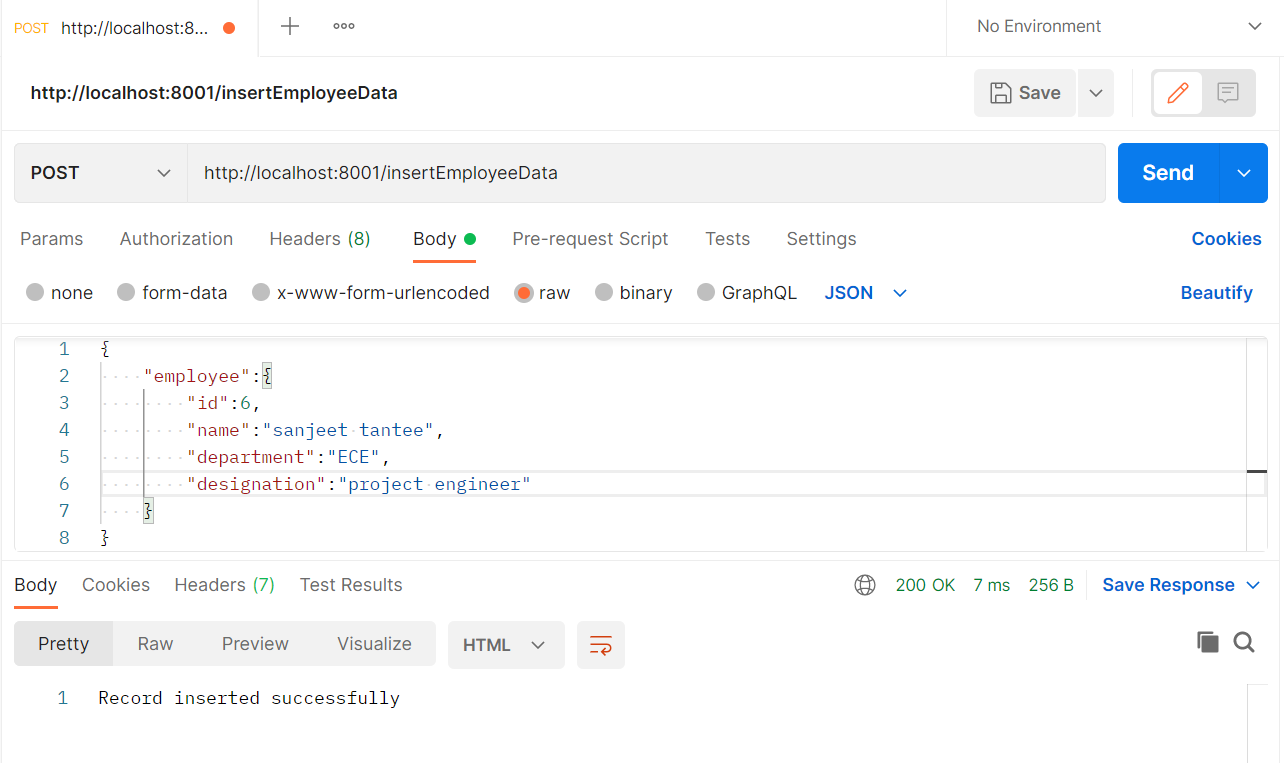 POST http://localhost:8... No Environment
http://localhost:8001/insertEmployeeData Save
POST http://localhost:8001/insertEmployeeData Send
Params Authorization Headers (8) Body Pre-request Script Tests Settings Cookies
none form-data x-www-form-urlencoded raw binary GraphQL JSON Beautify
1 {
2 "employee":{
3 "id":6,
4 "name":"sanjeet tantee",
5 "department":"ECE",
6 "designation":"project engineer"
7 }
8 }
Body Cookies Headers (7) Test Results 200 OK 7 ms 256 B Save Response
Pretty Raw Preview Visualize HTML
1 Record inserted successfully